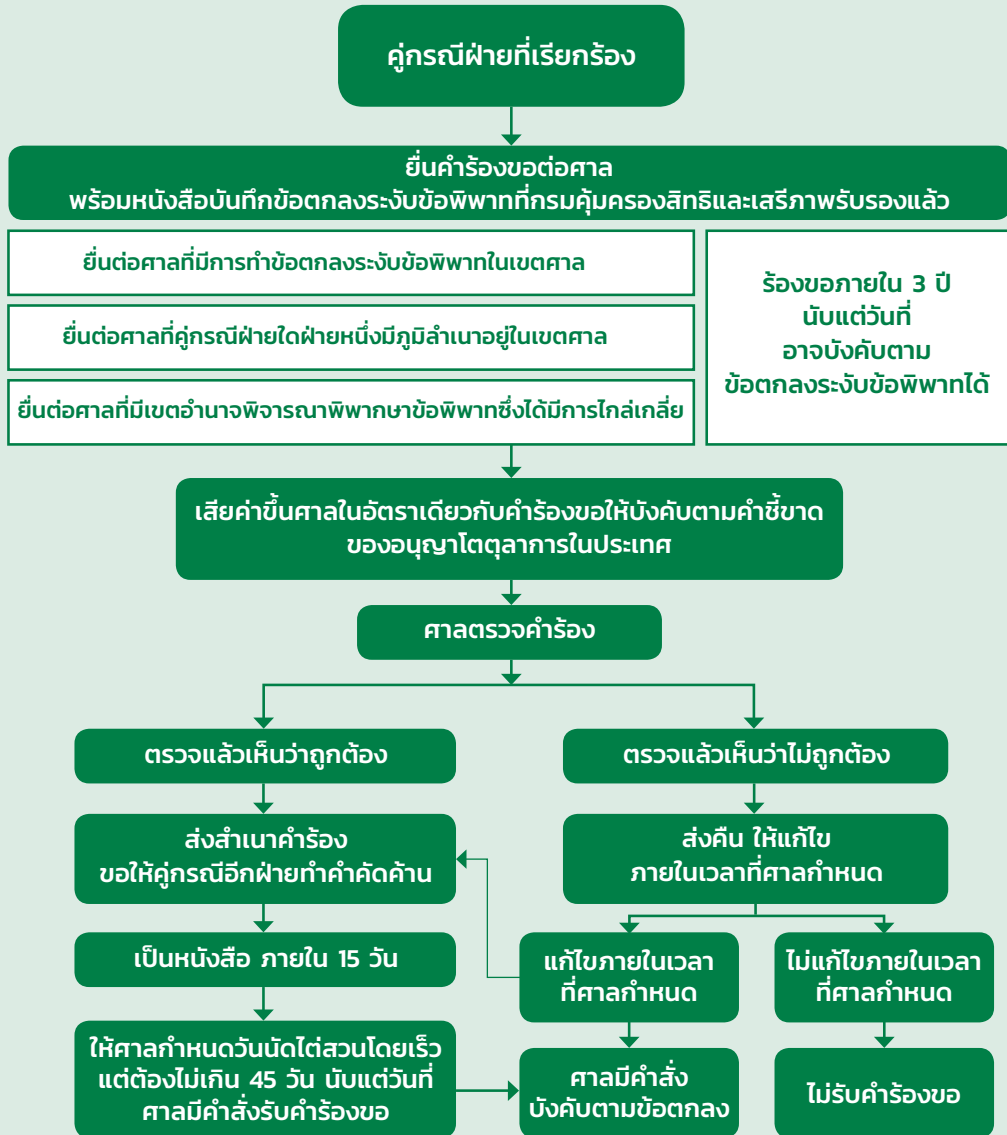 คู่กรณีฝ่ายที่เรียกร้อง
ยื่นคำร้องขอต่อศาล
พร้อมหนังสือบันทึกข้อตกลงระงับข้อพิพาทที่กรมคุ้มครองสิทธิและเสรีภาพรับรองแล้ว
ยื่นต่อศาลที่มีการทำข้อตกลงระงับข้อพิพาทในเขตศาล
ยื่นต่อศาลที่คู่กรณีฝ่ายใดฝ่ายหนึ่งมีภูมิลำเนาอยู่ในเขตศาล
ยื่นต่อศาลที่มีเขตอำนาจพิจารณาพิพากษาข้อพิพาทซึ่งได้มีการไกล่เกลี่ย
ร้องขอภายใน 3 ปี
นับแต่วันที่
อาจบังคับตาม
ข้อตกลงระงับข้อพิพาทได้
เสียค่าขึ้นศาลในอัตราเดียวกับคำร้องขอให้บังคับตามคำชี้ขาด
ของอนุญาโตตุลาการในประเทศ
ศาลตรวจคำร้อง
ตรวจแล้วเห็นว่าถูกต้อง
ตรวจแล้วเห็นว่าไม่ถูกต้อง
ส่งสำเนาคำร้อง
ขอให้คู่กรณีอีกฝ่ายทำคำคัดค้าน
ส่งคืน ให้แก้ไข
ภายในเวลาที่ศาลกำหนด
เป็นหนังสือ ภายใน 15 วัน
แก้ไขภายในเวลา
ที่ศาลกำหนด
ไม่แก้ไขภายในเวลา
ที่ศาลกำหนด
ให้ศาลกำหนดวันนัดไต่สวนโดยเร็ว
แต่ต้องไม่เกิน 45 วัน นับแต่วันที่
ศาลมีคำสั่งรับคำร้องขอ
ศาลมีคำสั่ง
บังคับตามข้อตกลง
ไม่รับคำร้องขอ